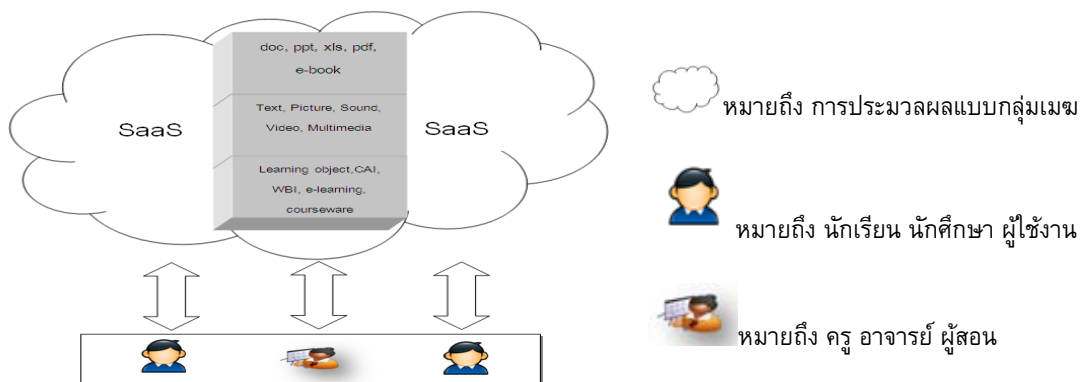 doc, ppt, xls, pdf,
e-book
Text, Picture, Sound,
Video, Multimedia
Learning object,CAI,
WBI, e-learning,
courseware
SaaS
SaaS
หมายถึง การประมวลผลแบบกลุ่มเมฆ
หมายถึง นักเรียน นักศึกษา ผู้ใช้งาน
หมายถึง ครู อาจารย์ ผู้สอน